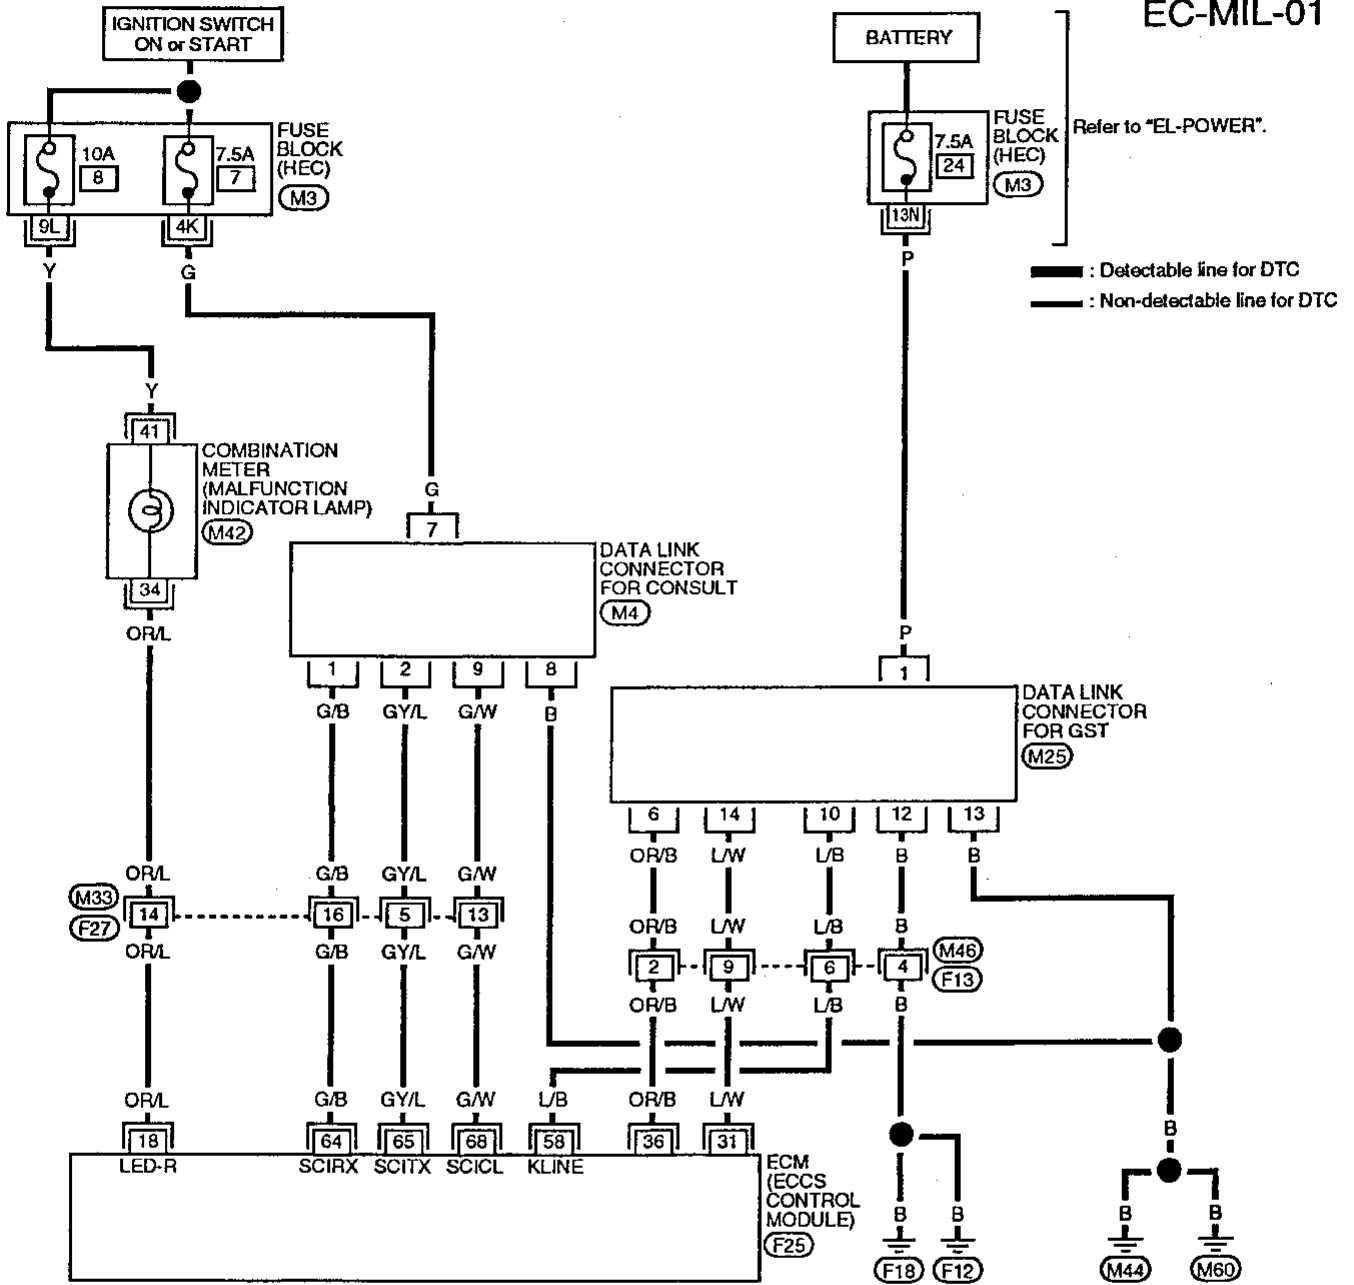 EC-MIL-01
IGNITION SWITCH
ON or START
BATTERY
FUSE
BLOCK
(HEC)
M3
10A
8
7.5A
7
FUSE
BLOCK
(HEC)
M3
7.5A
24
Refer to "EL-POWER".
9L
4K
13N
Y
G
P
: Detectable line for DTC
: Non-detectable line for DTC
Y
41
COMBINATION
METER
(MALFUNCTION
INDICATOR LAMP)
M42
G
7
34
OR/L
DATA LINK
CONNECTOR
FOR CONSULT
M4
P
1
1
2
9
8
G/B
GY/L
G/W
B
DATA LINK
CONNECTOR
FOR GST
M25
6
14
10
12
13
OR/B
L/W
L/B
B
B
OR/L
G/B
GY/L
G/W
M33
F27
14
16
5
13
OR/L
G/B
GY/L
G/W
OR/B
L/W
L/B
B
2
9
6
4
M46
F13
OR/B
L/W
L/B
B
OR/L
G/B
GY/L
G/W
L/B
OR/B
L/W
18
64
65
68
58
36
31
LED-R
SCIRX
SCITX
SCICL
KLINE
ECM
(ECCS
CONTROL
MODULE)
F25
B
B
B
B
B
F18
F12
M44
M60